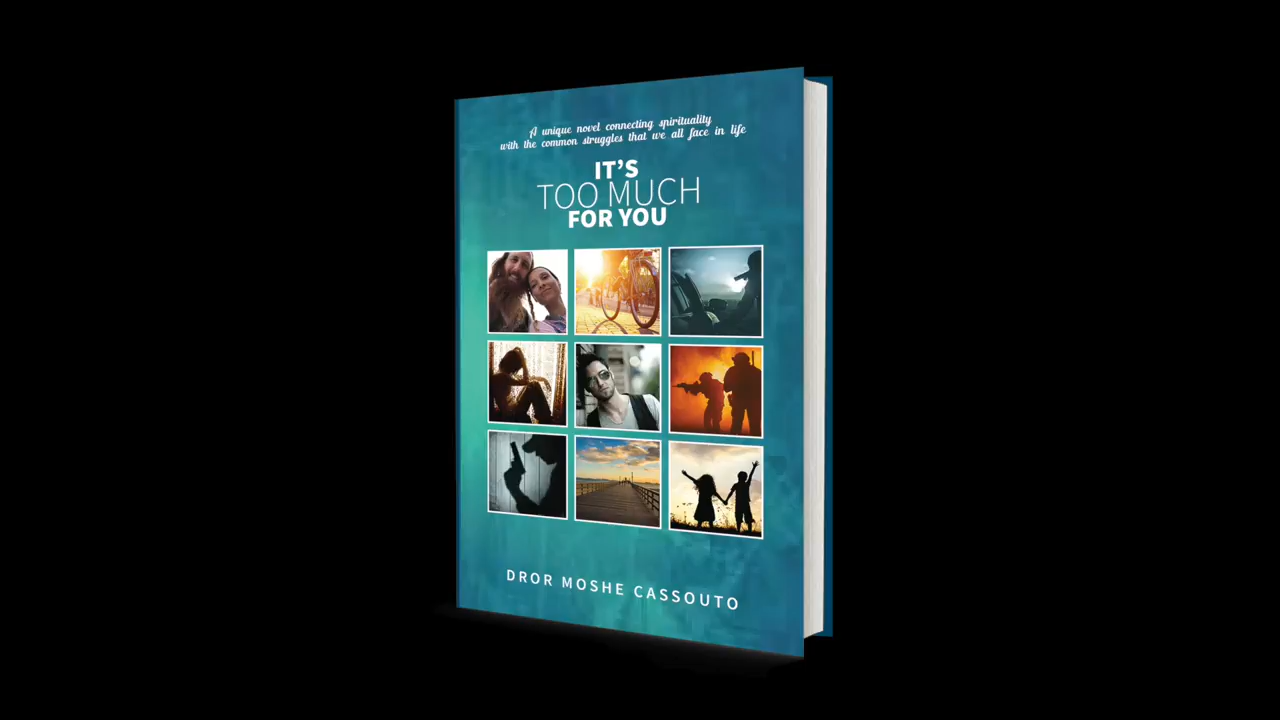 A unique novel connecting spirituality
with the common struggles that we all face in life
IT'S
TOO MUCH
FOR YOU
DROR MOSHE CASSOUTO